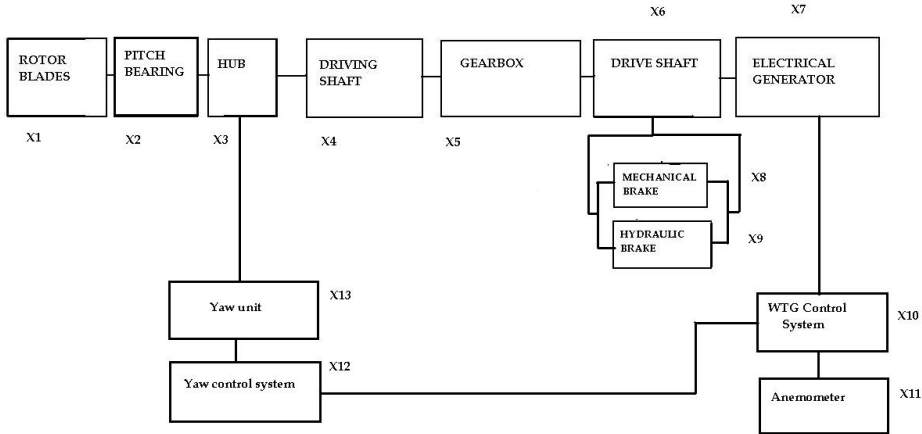 X6
X7
ROTOR
BLADES
PITCH
BEARING
HUB
DRIVING
SHAFT
GEARBOX
DRIVE SHAFT
ELECTRICAL
GENERATOR
X1
X2
X3
X4
X5
MECHANICAL
BRAKE
X8
HYDRAULIC
BRAKE
X9
Yaw unit
X13
WTG Control
System
X10
Yaw control system
X12
Anemometer
X11